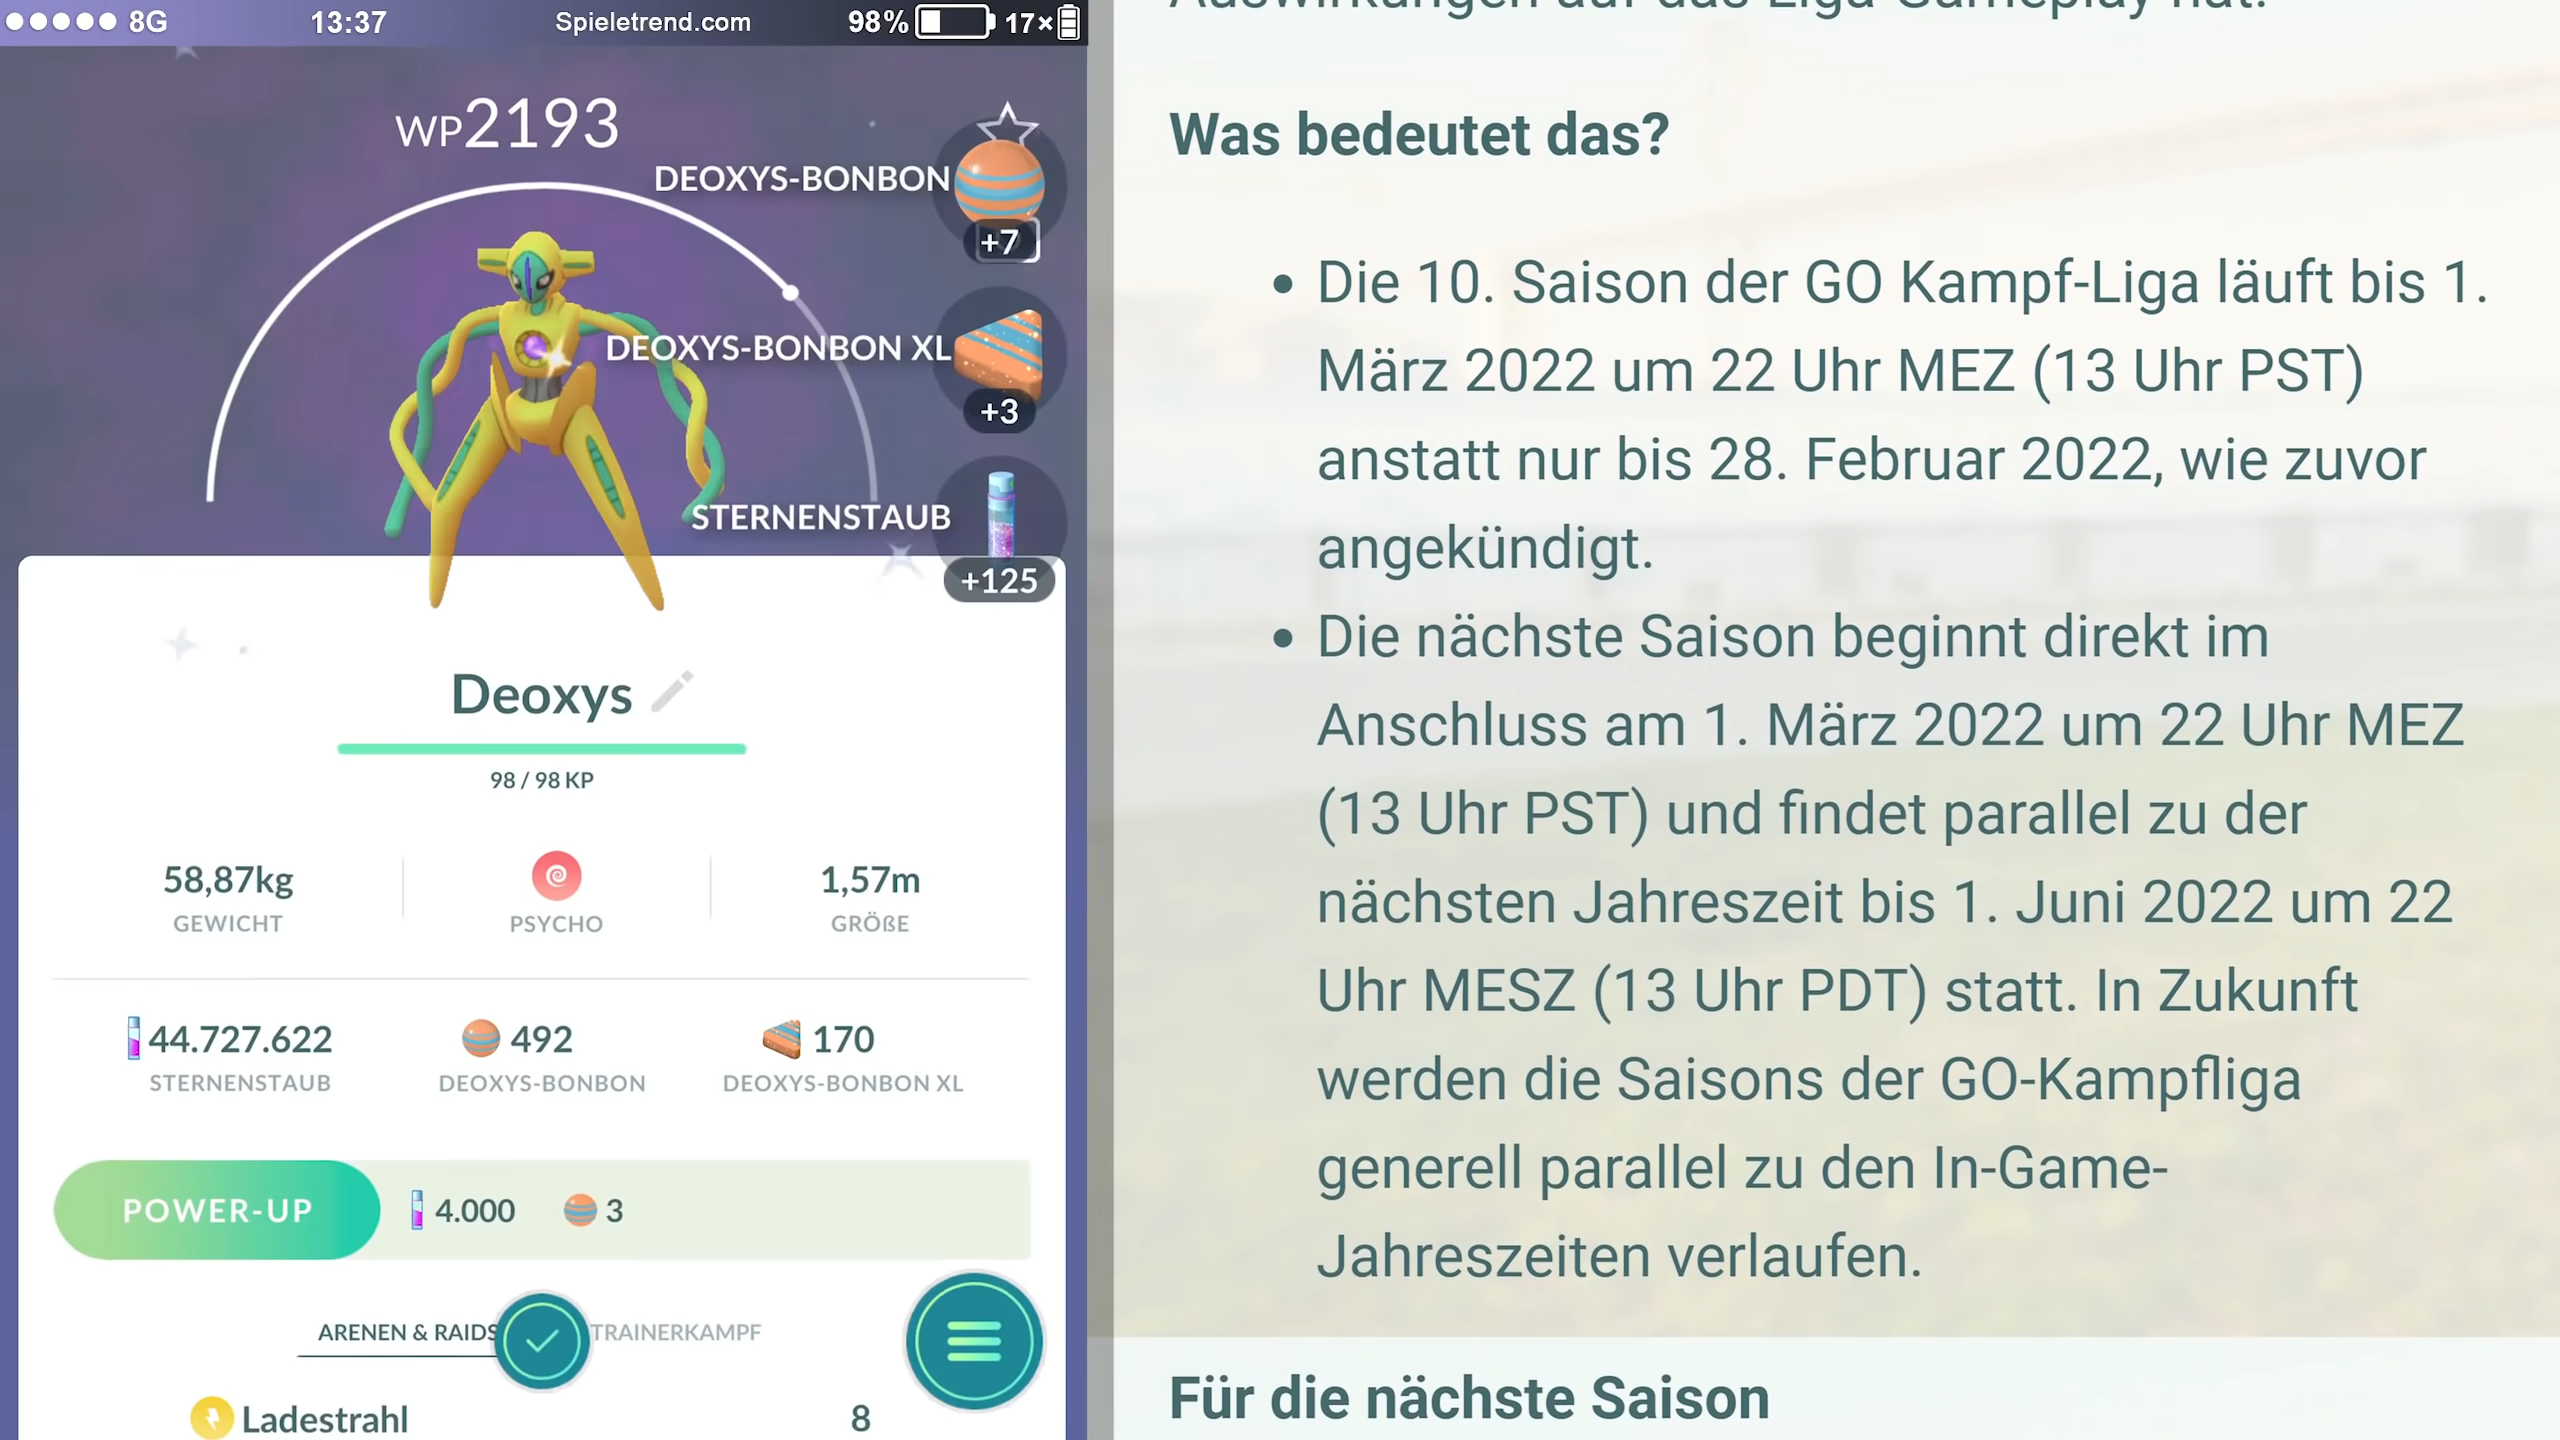 8G 13:37 Spieletrend.com 98% 17×
WP2193
DEOXYS-BONBON
+7
DEOXYS-BONBON XL
+3
STERNENSTAUB
+125
Deoxys
98 / 98 KP
58,87kg
GEWICHT
PSYCHO
1,57m
GRÖßE
44.727.622
STERNENSTAUB
492
DEOXYS-BONBON
170
DEOXYS-BONBON XL
POWER-UP 4.000 3
ARENEN & RAIDS TRAINERKAMPF
Ladestrahl 8
Auswirkungen auf das Liga-Gameplay hat.
Was bedeutet das?
• Die 10. Saison der GO Kampf-Liga läuft bis 1.
März 2022 um 22 Uhr MEZ (13 Uhr PST)
anstatt nur bis 28. Februar 2022, wie zuvor
angekündigt.
• Die nächste Saison beginnt direkt im
Anschluss am 1. März 2022 um 22 Uhr MEZ
(13 Uhr PST) und findet parallel zu der
nächsten Jahreszeit bis 1. Juni 2022 um 22
Uhr MESZ (13 Uhr PDT) statt. In Zukunft
werden die Saisons der GO-Kampfliga
generell parallel zu den In-Game-
Jahreszeiten verlaufen.
Für die nächste Saison